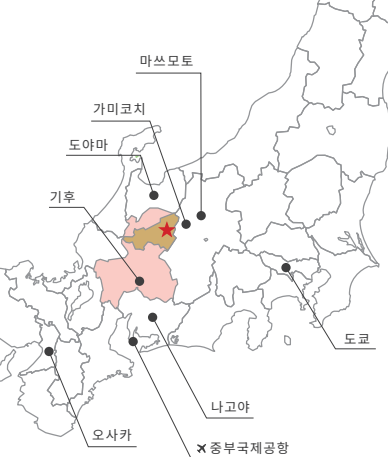 마쓰모토
가미코치
도야마
기후
도쿄
나고야
오사카
중부국제공항